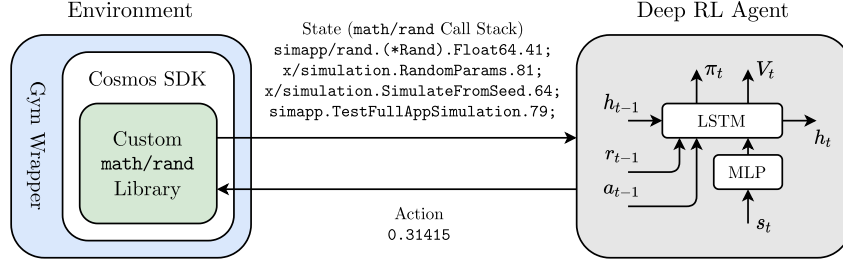 Environment
Deep RL Agent
Gym Wrapper
Cosmos SDK
Custom
math/rand
Library
State (math/rand Call Stack)
simapp/rand.(*Rand).Float64.41;
x/simulation.RandomParams.81;
x/simulation.SimulateFromSeed.64;
simapp.TestFullAppSimulation.79;
Action
0.31415
π_t
V_t
h_{t−1}
LSTM
h_t
r_{t−1}
a_{t−1}
MLP
s_t